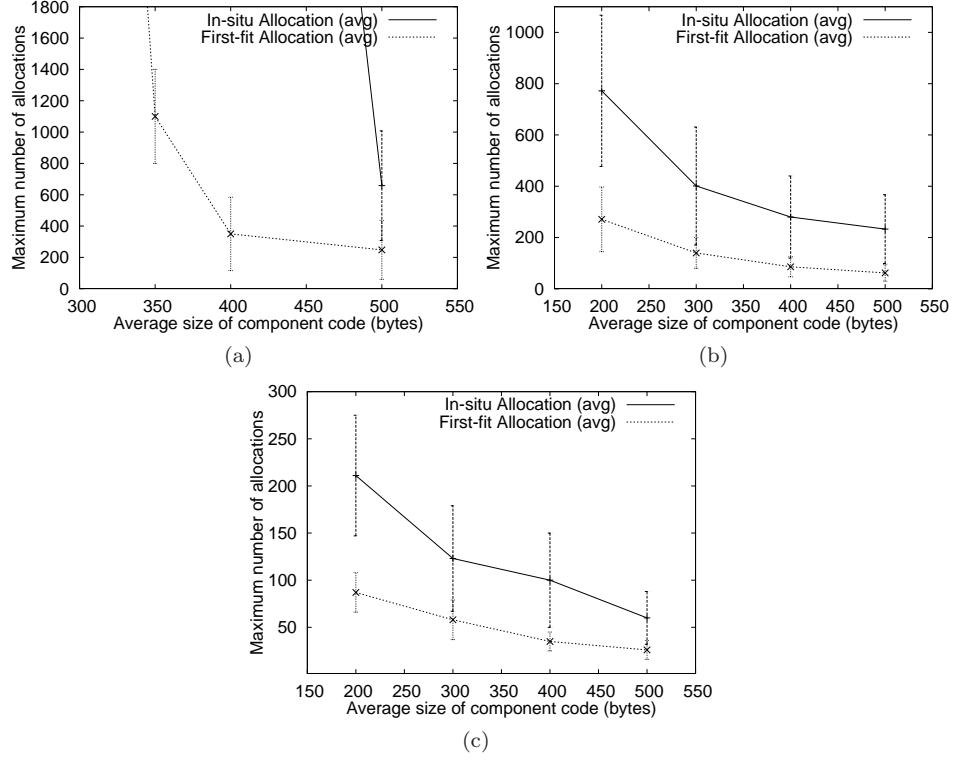 In-situ Allocation (avg)
First-fit Allocation (avg)
1800
1600
1400
1200
1000
800
600
400
200
0
Maximum number of allocations
300 350 400 450 500 550
Average size of component code (bytes)
(a)
In-situ Allocation (avg)
First-fit Allocation (avg)
1000
800
600
400
200
0
Maximum number of allocations
150 200 250 300 350 400 450 500 550
Average size of component code (bytes)
(b)
In-situ Allocation (avg)
First-fit Allocation (avg)
300
250
200
150
100
50
Maximum number of allocations
150 200 250 300 350 400 450 500 550
Average size of component code (bytes)
(c)